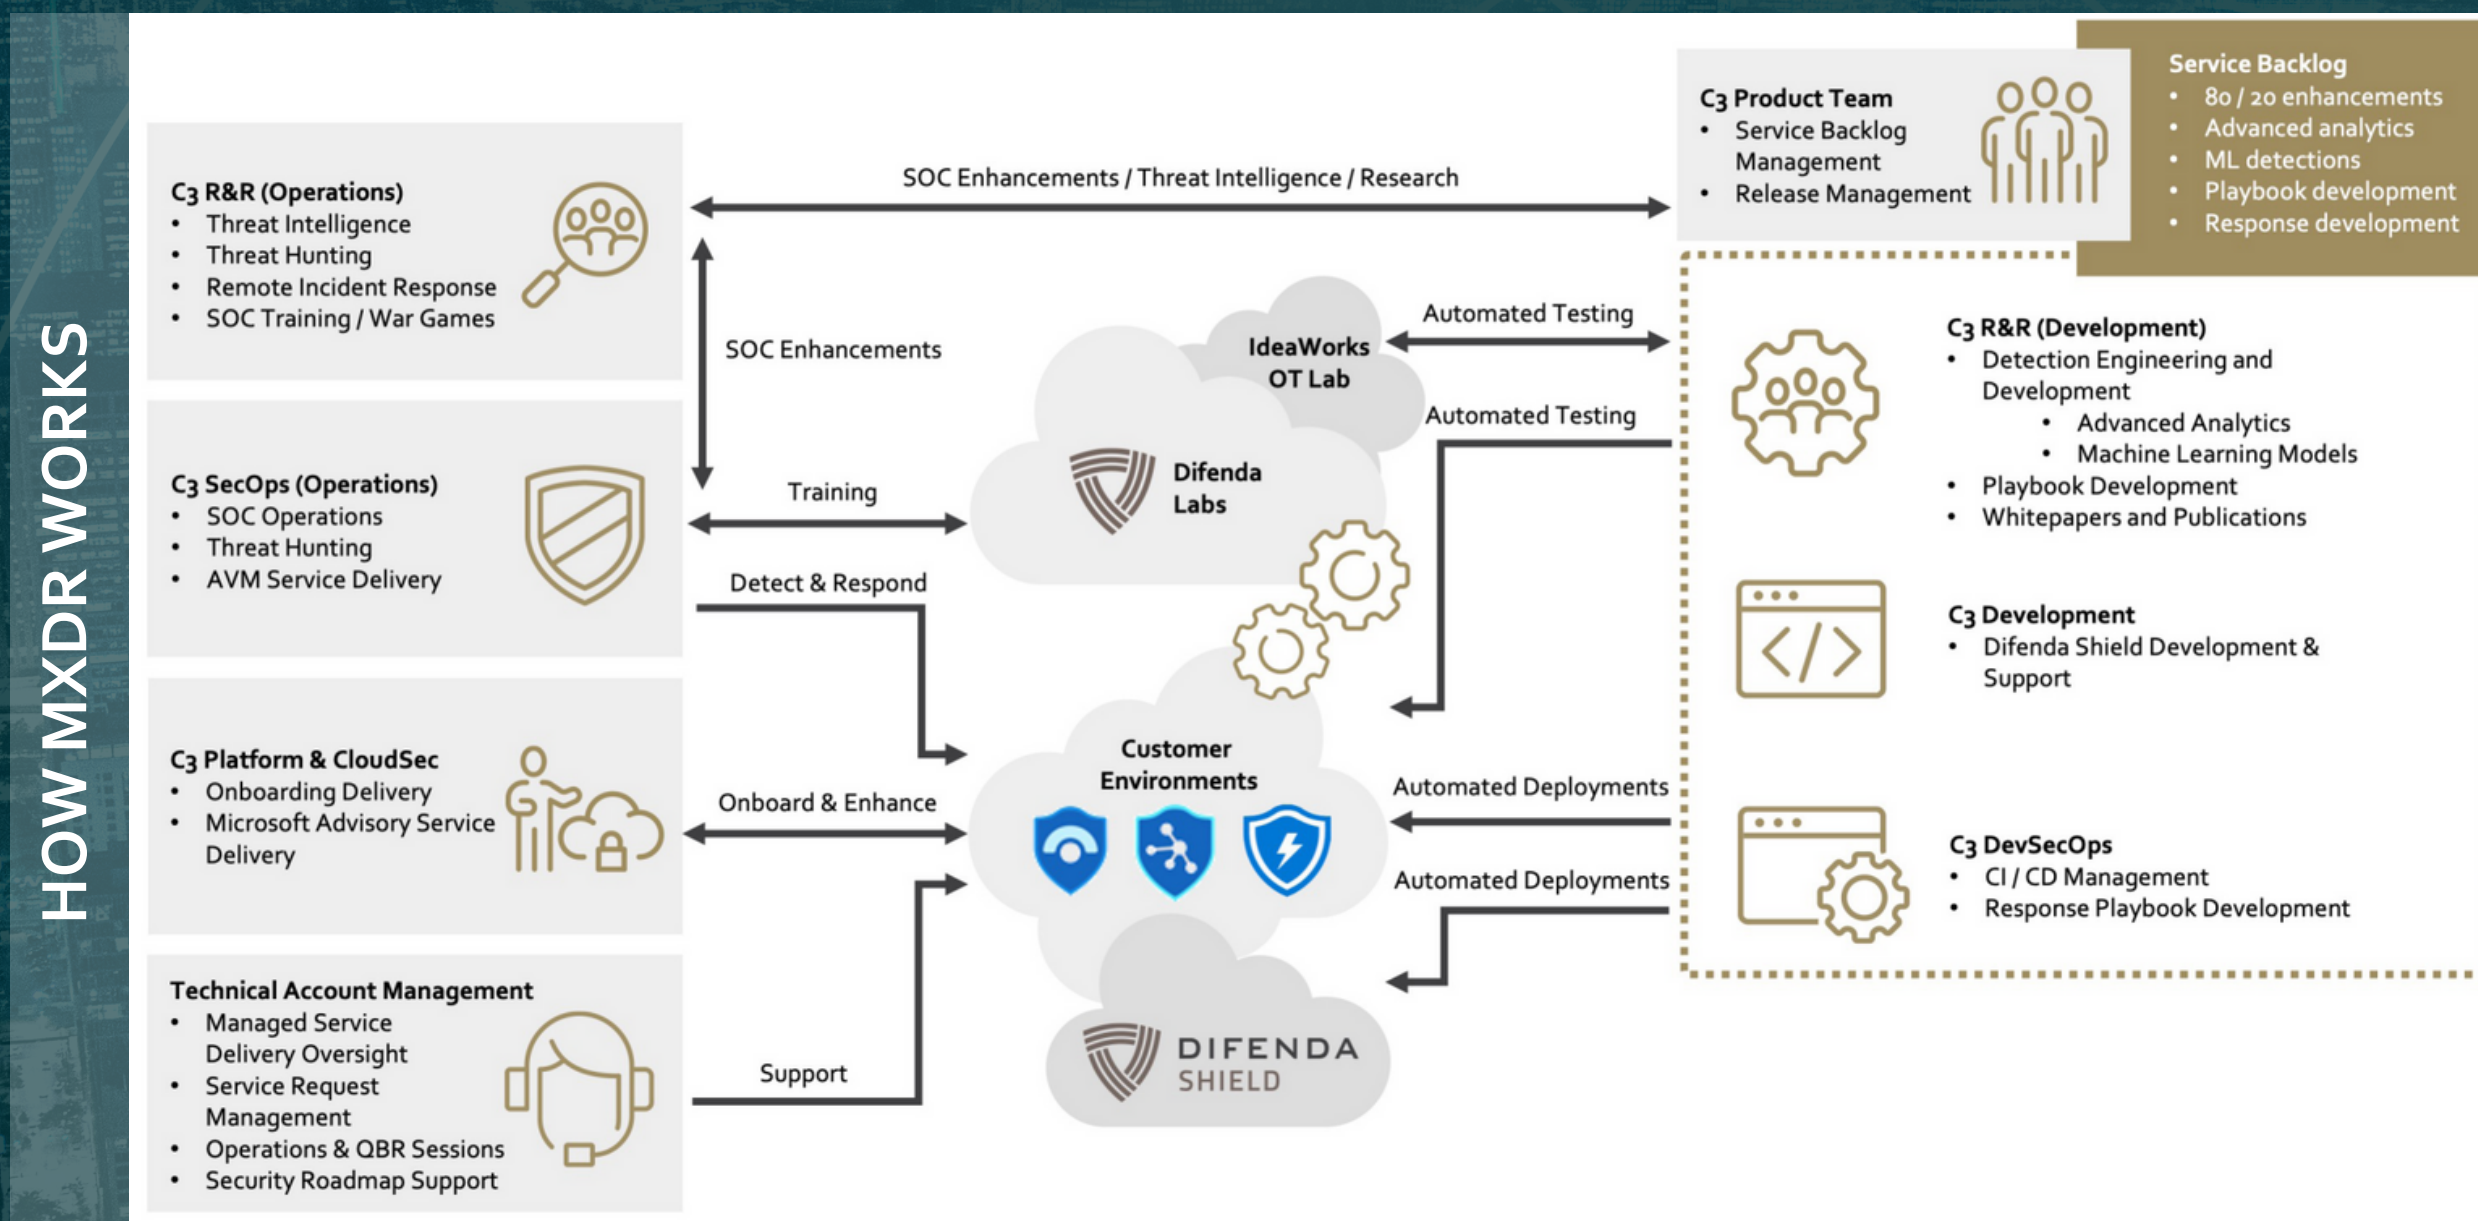 HOW MXDR WORKS
C3 R&R (Operations)
• Threat Intelligence
• Threat Hunting
• Remote Incident Response
• SOC Training / War Games
C3 SecOps (Operations)
• SOC Operations
• Threat Hunting
• AVM Service Delivery
C3 Platform & CloudSec
• Onboarding Delivery
• Microsoft Advisory Service
Delivery
Technical Account Management
• Managed Service
Delivery Oversight
• Service Request
Management
• Operations & QBR Sessions
• Security Roadmap Support
SOC Enhancements / Threat Intelligence / Research
SOC Enhancements
Training
Detect & Respond
Onboard & Enhance
Support
IdeaWorks
OT Lab
Difenda
Labs
Customer
Environments
DIFENDA
SHIELD
Automated Testing
Automated Testing
Automated Deployments
Automated Deployments
C3 Product Team
• Service Backlog
Management
• Release Management
Service Backlog
• 80 / 20 enhancements
• Advanced analytics
• ML detections
• Playbook development
• Response development
C3 R&R (Development)
• Detection Engineering and
Development
• Advanced Analytics
• Machine Learning Models
• Playbook Development
• Whitepapers and Publications
C3 Development
• Difenda Shield Development &
Support
C3 DevSecOps
• CI / CD Management
• Response Playbook Development